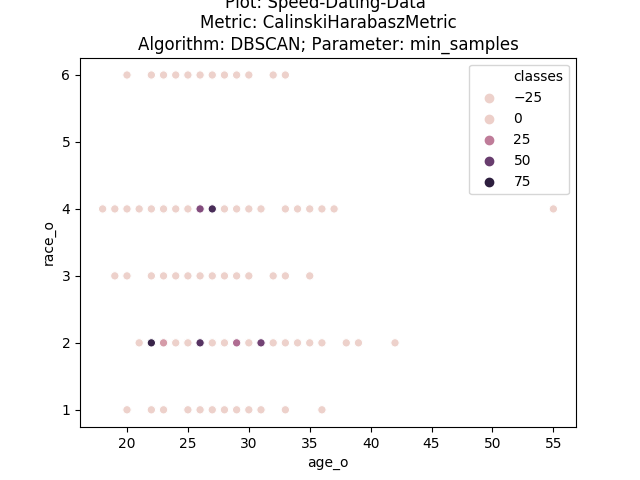 Plot: Speed-Dating-Data
Metric: CalinskiHarabaszMetric
Algorithm: DBSCAN; Parameter: min_samples
classes
−25
0
25
50
75
6
5
4
3
2
1
race_o
20 25 30 35 40 45 50 55
age_o